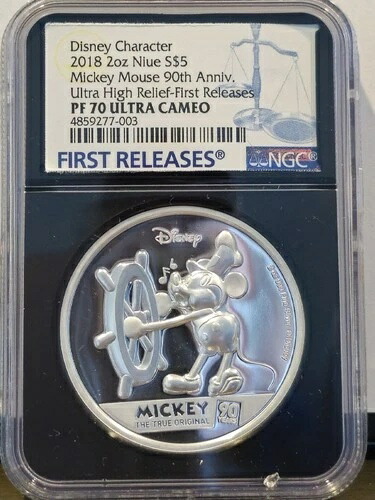 Disney Character
2018 2oz Niue S$5
Mickey Mouse 90th Anniv.
Ultra High Relief-First Releases
PF 70 ULTRA CAMEO
4859277-003
FIRST RELEASES®
NGC®
Disney
MICKEY
THE TRUE ORIGINAL
90
YEARS